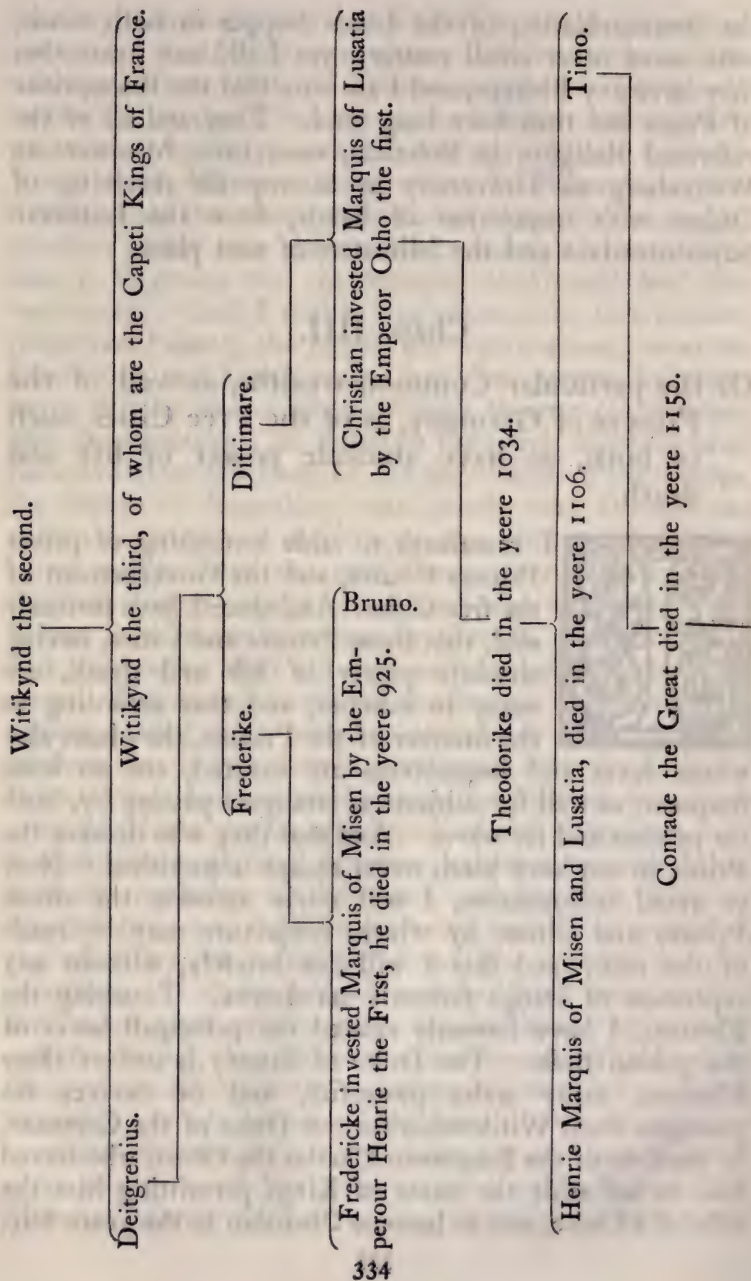 Witikynd the second.
Deitgrenius.
Witikynd the third, of whom are the Capeti Kings of France.
Frederike.
Dittimare.
Fredericke invested Marquis of Misen by the Em-
perour Henrie the First, he died in the yeere 925.
Bruno.
Christian invested Marquis of Lusatia
by the Emperor Otho the first.
Theodorike died in the yeere 1034.
Henrie Marquis of Misen and Lusatia, died in the yeere 1106.
Timo.
Conrade the Great died in the yeere 1150.
334